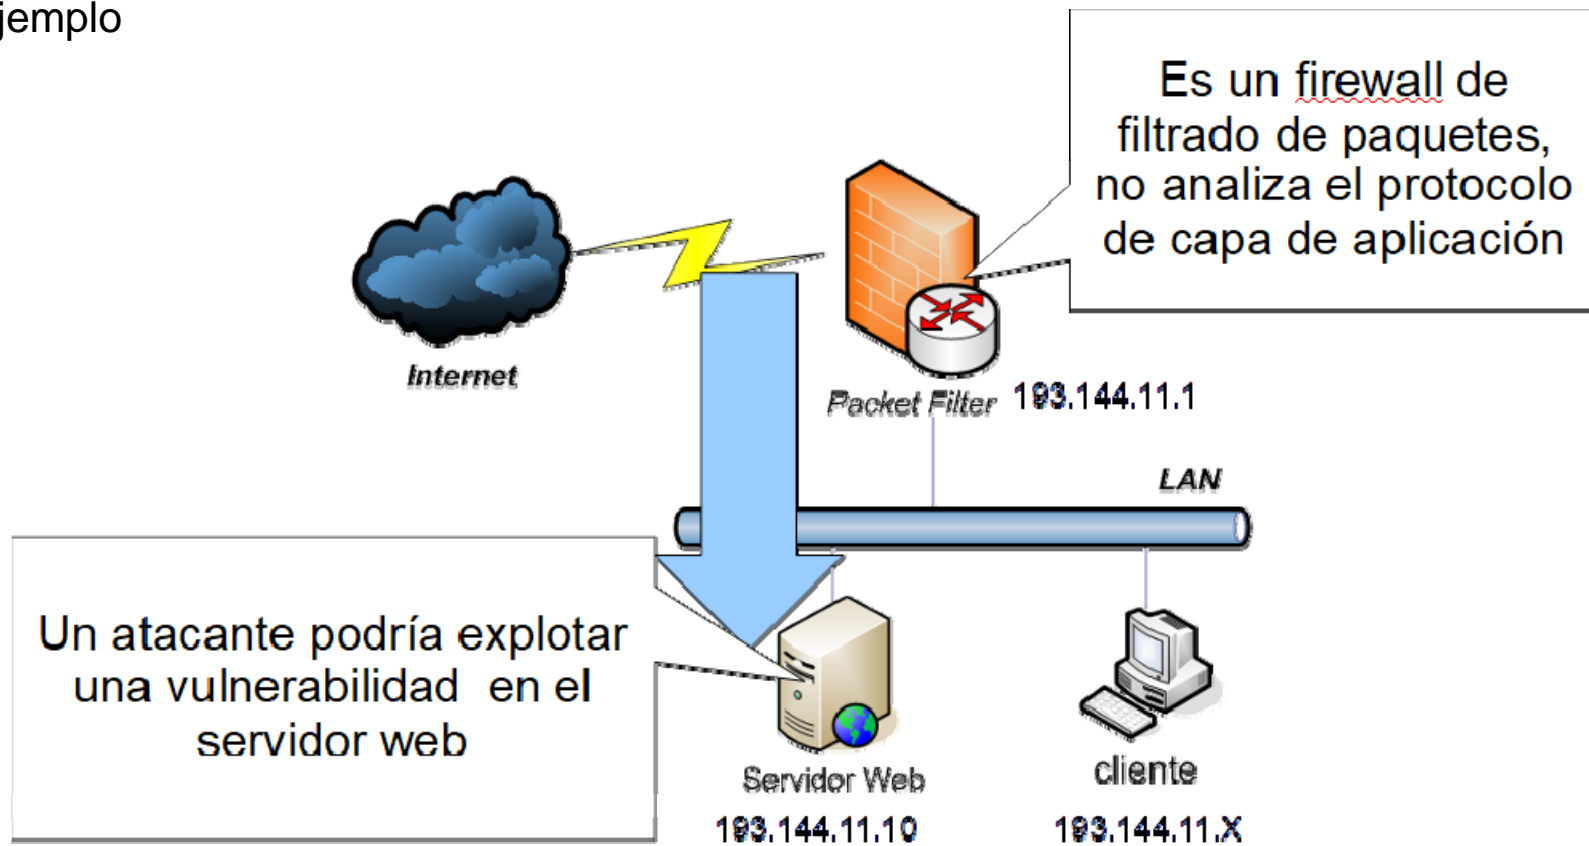 jemplo
Es un firewall de
filtrado de paquetes,
no analiza el protocolo
de capa de aplicación
Internet
Packet Filter 193.144.11.1
LAN
Un atacante podría explotar
una vulnerabilidad en el
servidor web
Servidor Web
193.144.11.10
cliente
193.144.11.X